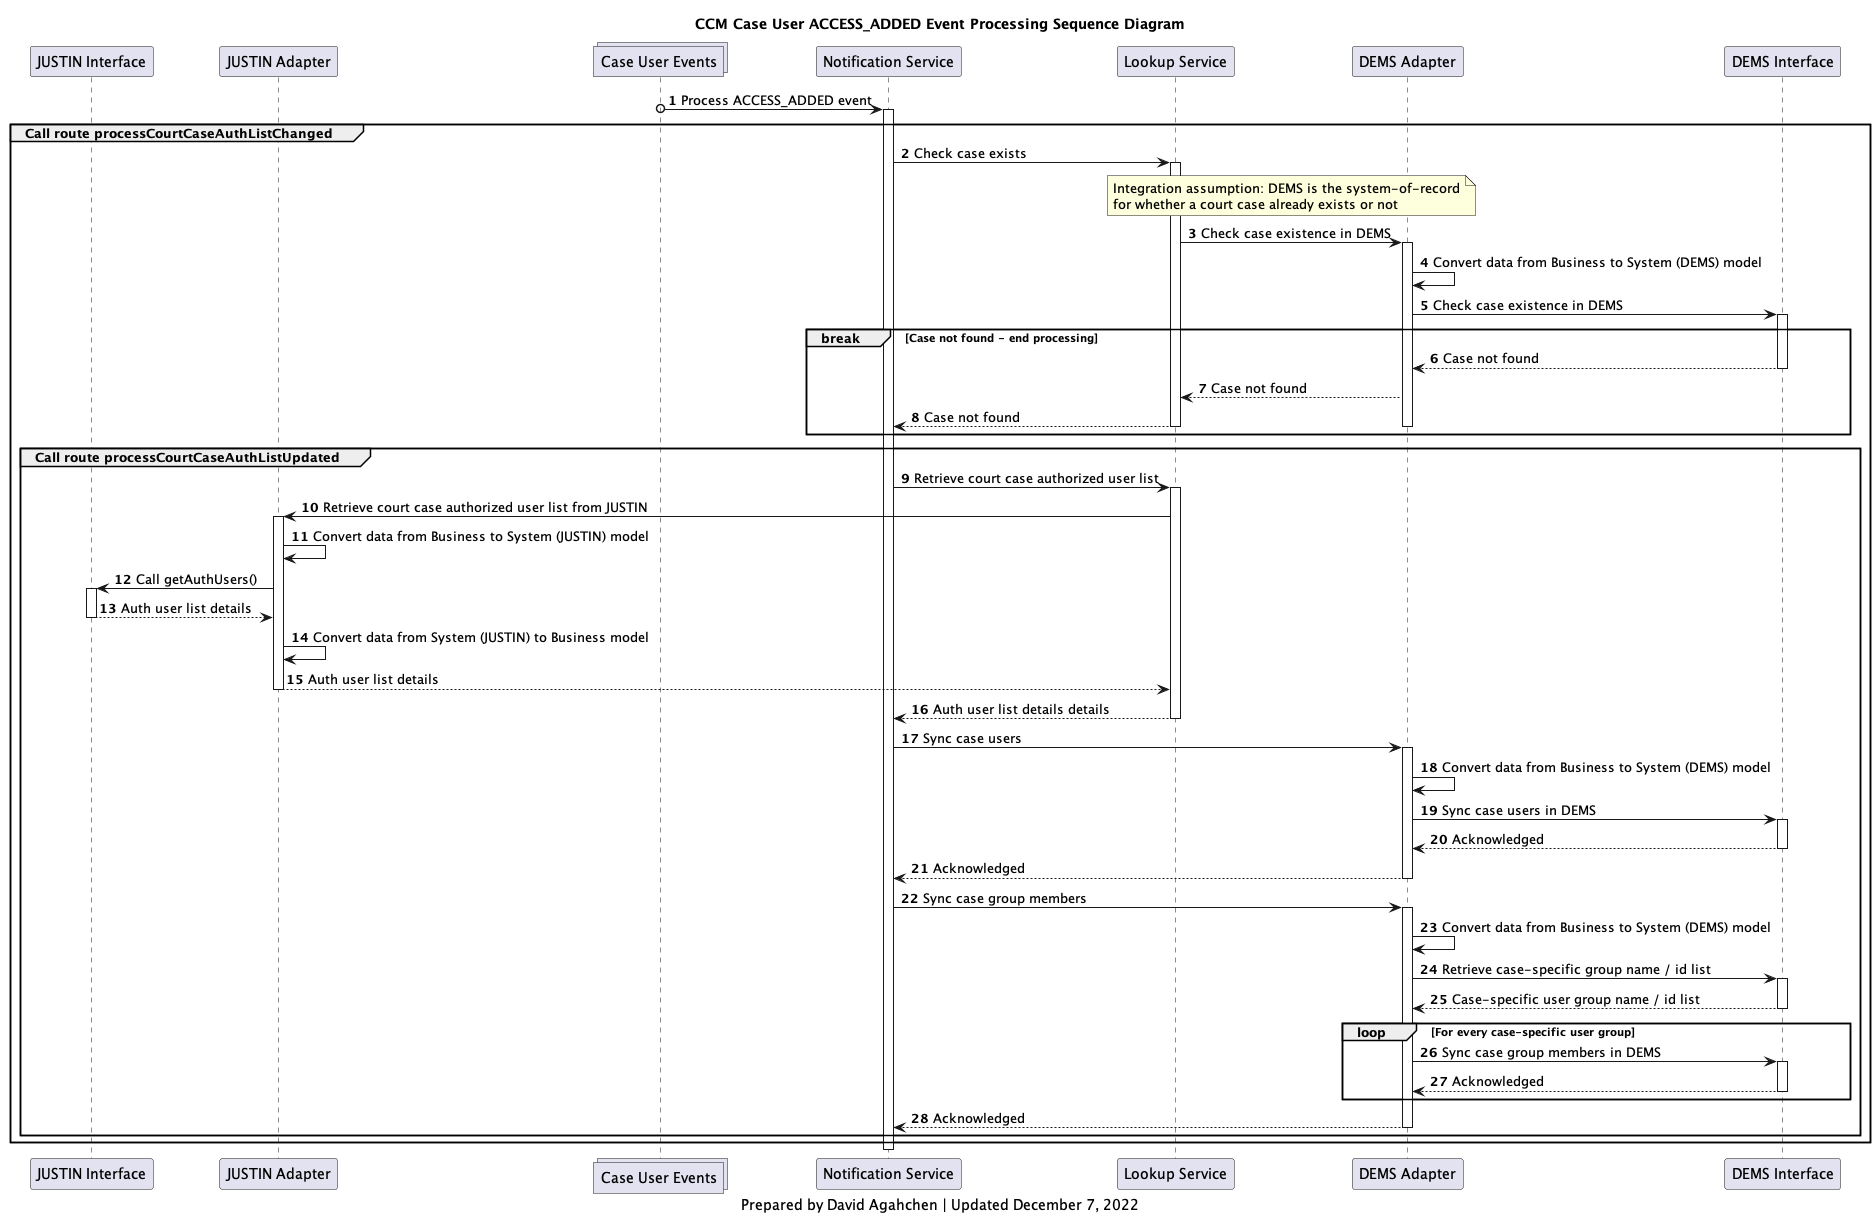 CCM Case User ACCESS_ADDED Event Processing Sequence Diagram
JUSTIN Interface
JUSTIN Adapter
Case User Events
Notification Service
Lookup Service
DEMS Adapter
DEMS Interface
1 Process ACCESS_ADDED event
Call route processCourtCaseAuthListChanged
2 Check case exists
Integration assumption: DEMS is the system-of-record
for whether a court case already exists or not
3 Check case existence in DEMS
4 Convert data from Business to System (DEMS) model
5 Check case existence in DEMS
break
[Case not found - end processing]
6 Case not found
7 Case not found
8 Case not found
Call route processCourtCaseAuthListUpdated
9 Retrieve court case authorized user list
10 Retrieve court case authorized user list from JUSTIN
11 Convert data from Business to System (JUSTIN) model
12 Call getAuthUsers()
13 Auth user list details
14 Convert data from System (JUSTIN) to Business model
15 Auth user list details
16 Auth user list details details
17 Sync case users
18 Convert data from Business to System (DEMS) model
19 Sync case users in DEMS
20 Acknowledged
21 Acknowledged
22 Sync case group members
23 Convert data from Business to System (DEMS) model
24 Retrieve case-specific group name / id list
25 Case-specific user group name / id list
loop
[For every case-specific user group]
26 Sync case group members in DEMS
27 Acknowledged
28 Acknowledged
JUSTIN Interface
JUSTIN Adapter
Case User Events
Notification Service
Lookup Service
DEMS Adapter
DEMS Interface
Prepared by David Agahchen | Updated December 7, 2022